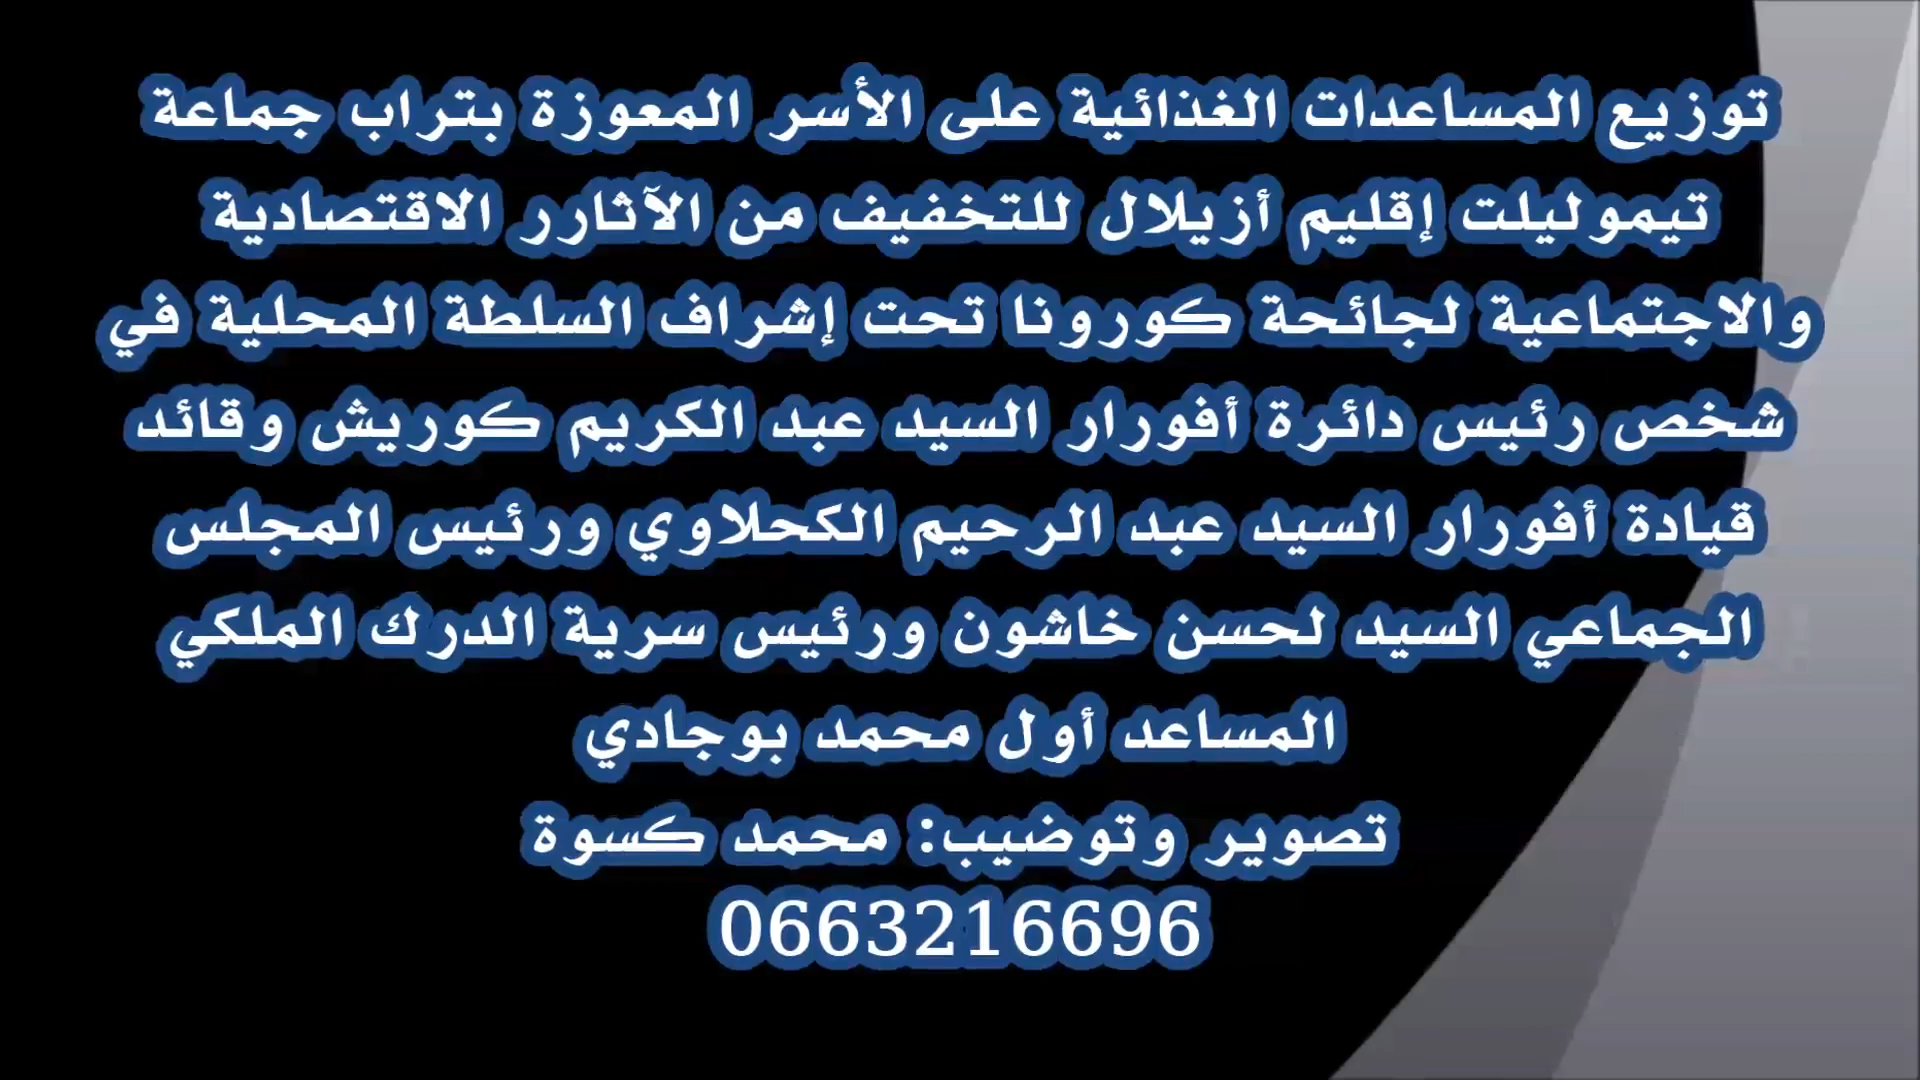 توزيع المساعدات الغذائية على الأسر المعوزة بتراب جماعة
تيموليلت إقليم أزيلال للتخفيف من الآثارر الاقتصادية
والاجتماعية لجائحة كورونا تحت إشراف السلطة المحلية في
شخص رئيس دائرة أفورار السيد عبد الكريم كوريش وقائد
قيادة أفورار السيد عبد الرحيم الكحلاوي ورئيس المجلس
الجماعي السيد لحسن خاشون ورئيس سرية الدرك الملكي
المساعد أول محمد بوجادي
تصوير وتوضيب: محمد كسوة
0663216696